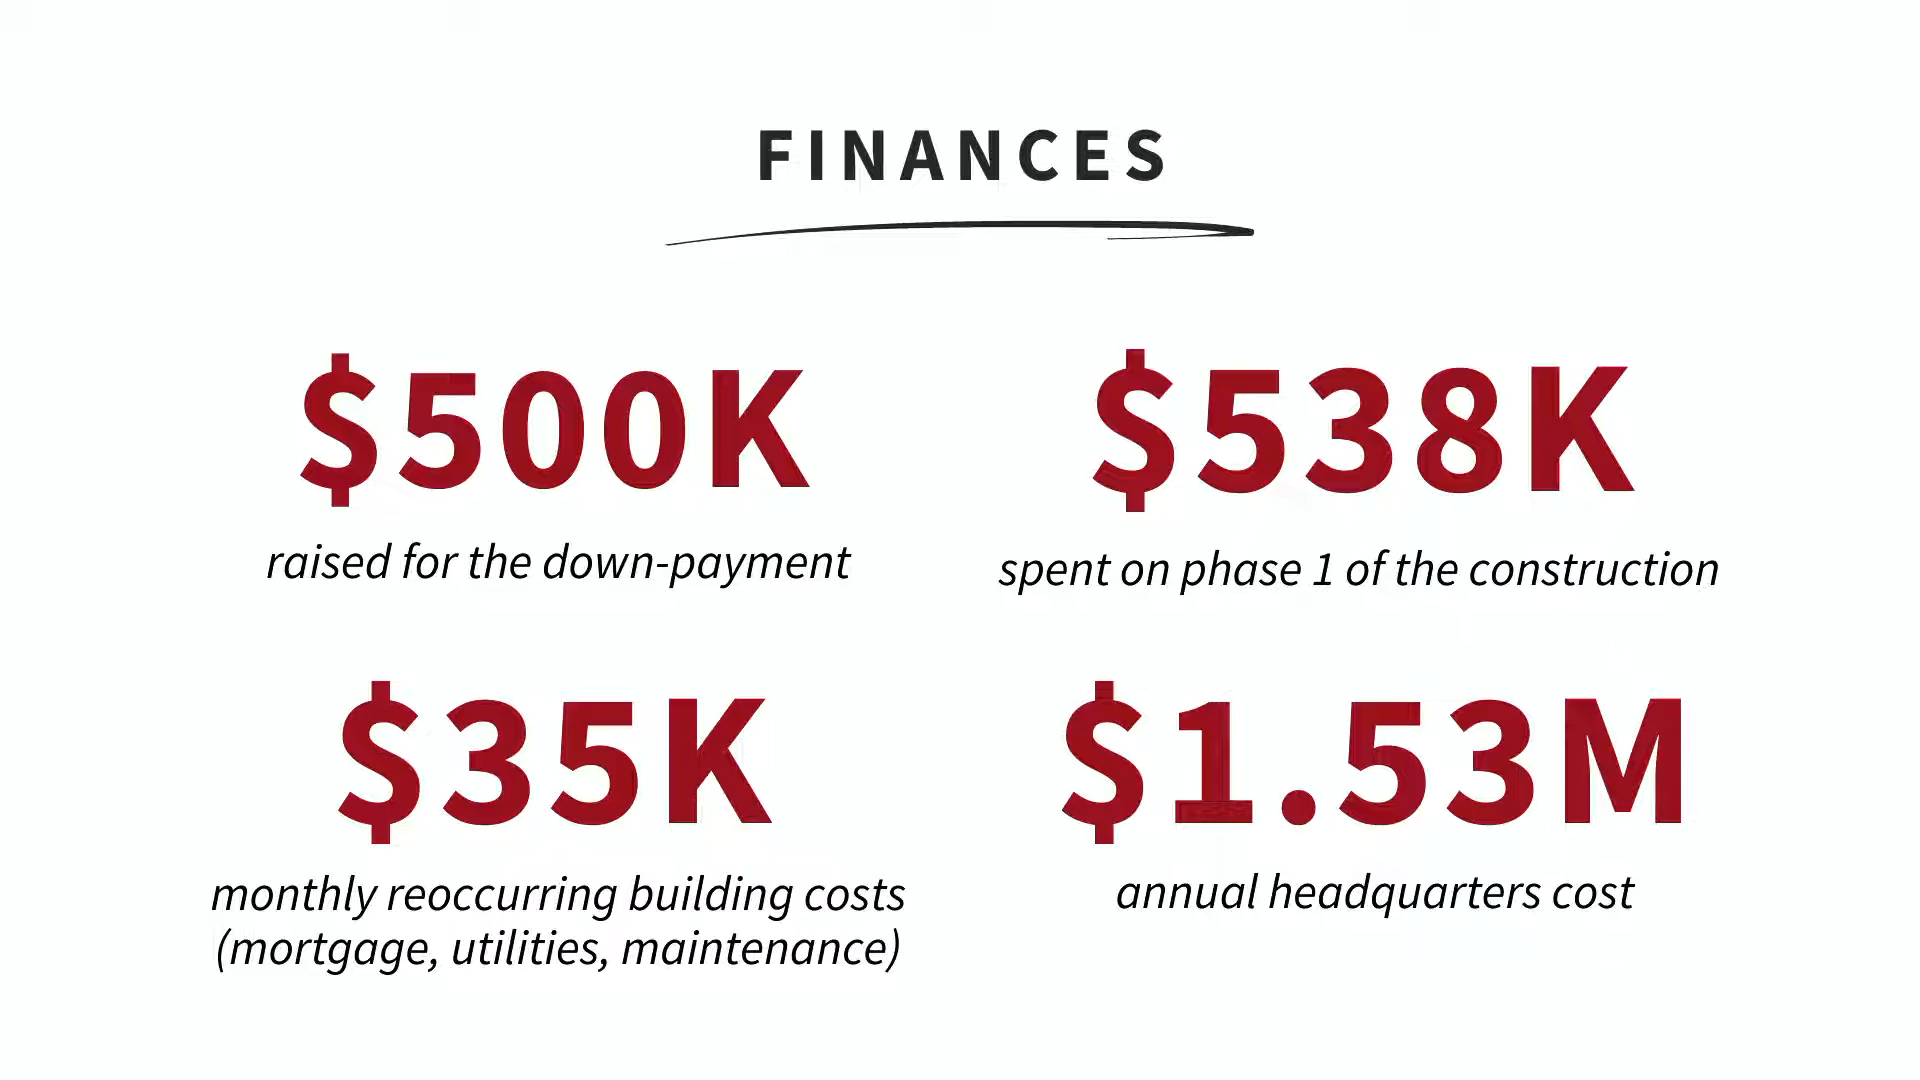 FINANCES
$500K
raised for the down-payment
$538K
spent on phase 1 of the construction
$35K
monthly reoccurring building costs
(mortgage, utilities, maintenance)
$1.53M
annual headquarters cost